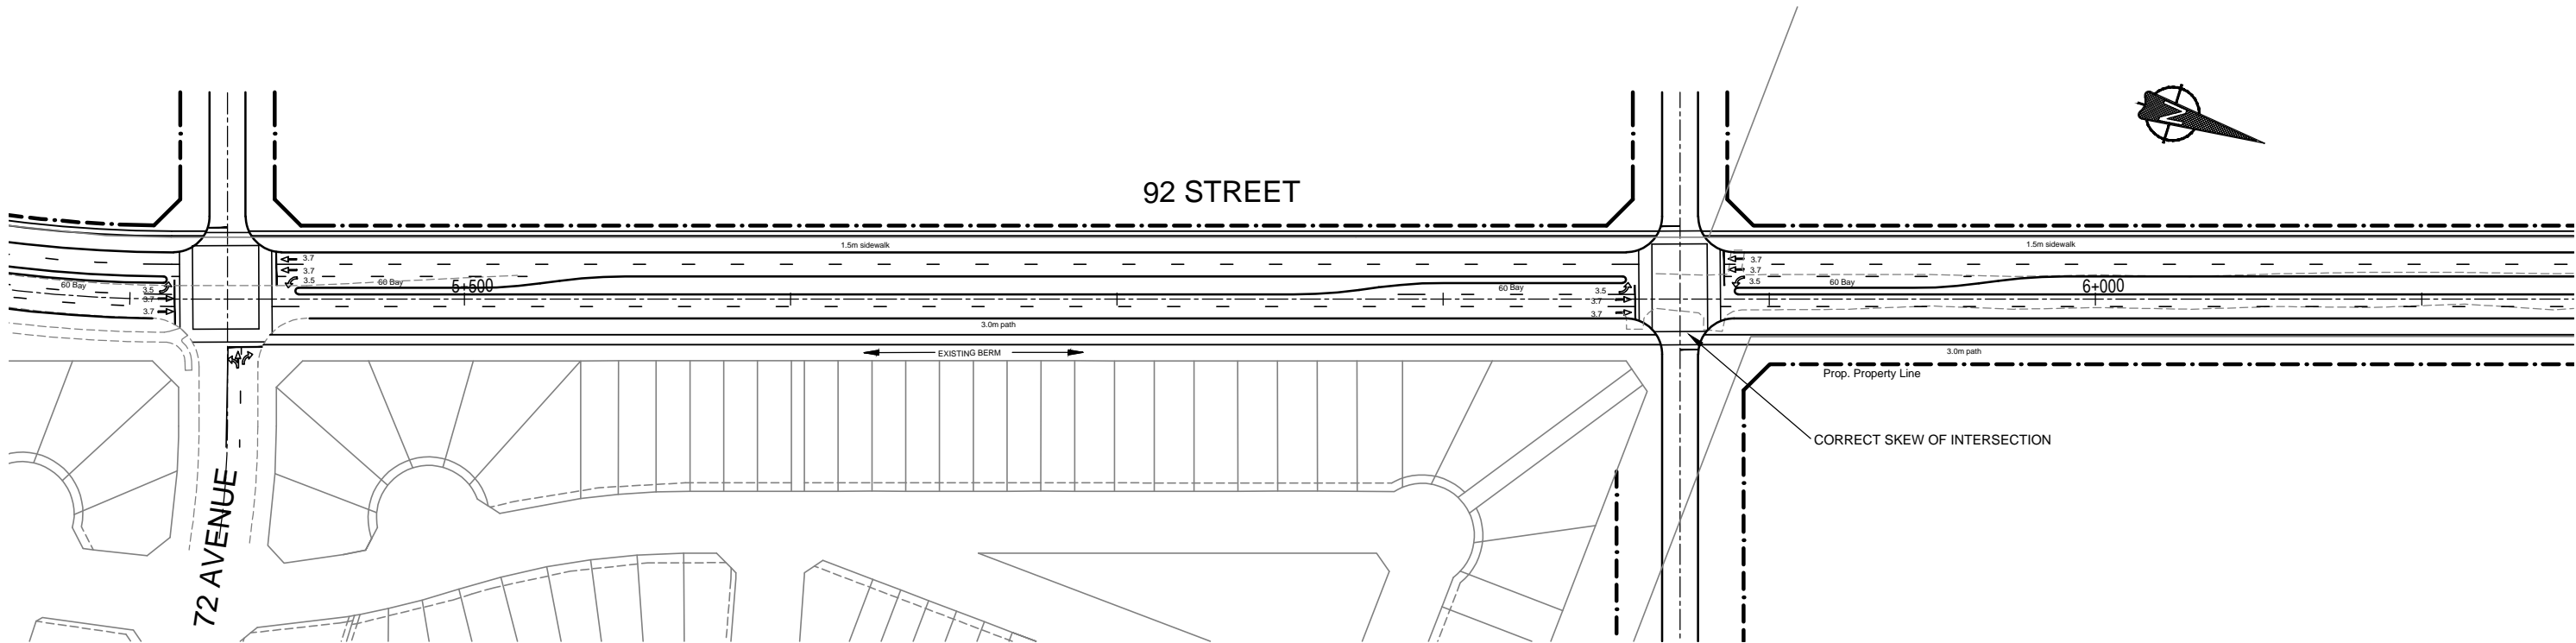 92 STREET
1.5m sidewalk
1.5m sidewalk
3.7
3.7
3.5
60 Bay
5+500
60 Bay
3.5
3.7
3.7
60 Bay
3.5
3.7
3.7
3.7
3.7
3.5
60 Bay
6+000
3.0m path
EXISTING BERM
3.0m path
Prop. Property Line
CORRECT SKEW OF INTERSECTION
72 AVENUE
N